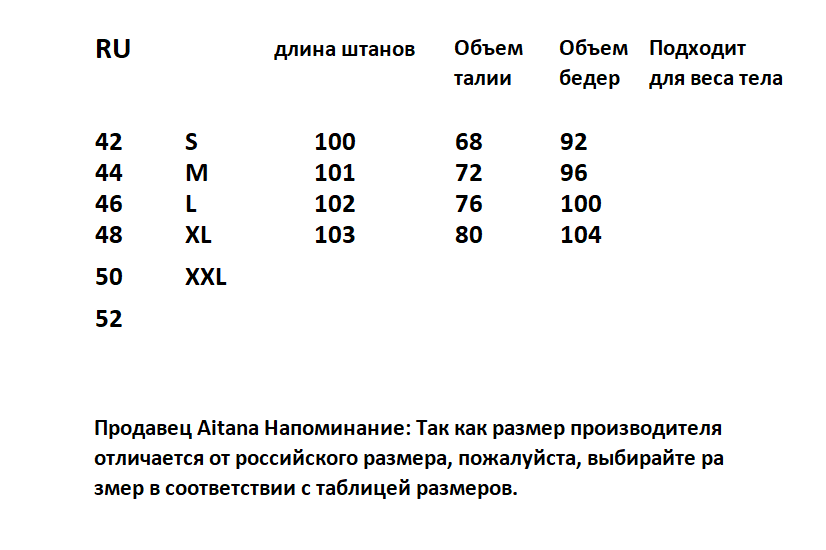 RU длина штанов Объем Объем Подходит
талии бедер для веса тела
42 S 100 68 92
44 M 101 72 96
46 L 102 76 100
48 XL 103 80 104
50 XXL
52
Продавец Aitana Напоминание: Так как размер производителя
отличается от российского размера, пожалуйста, выбирайте ра
змер в соответствии с таблицей размеров.